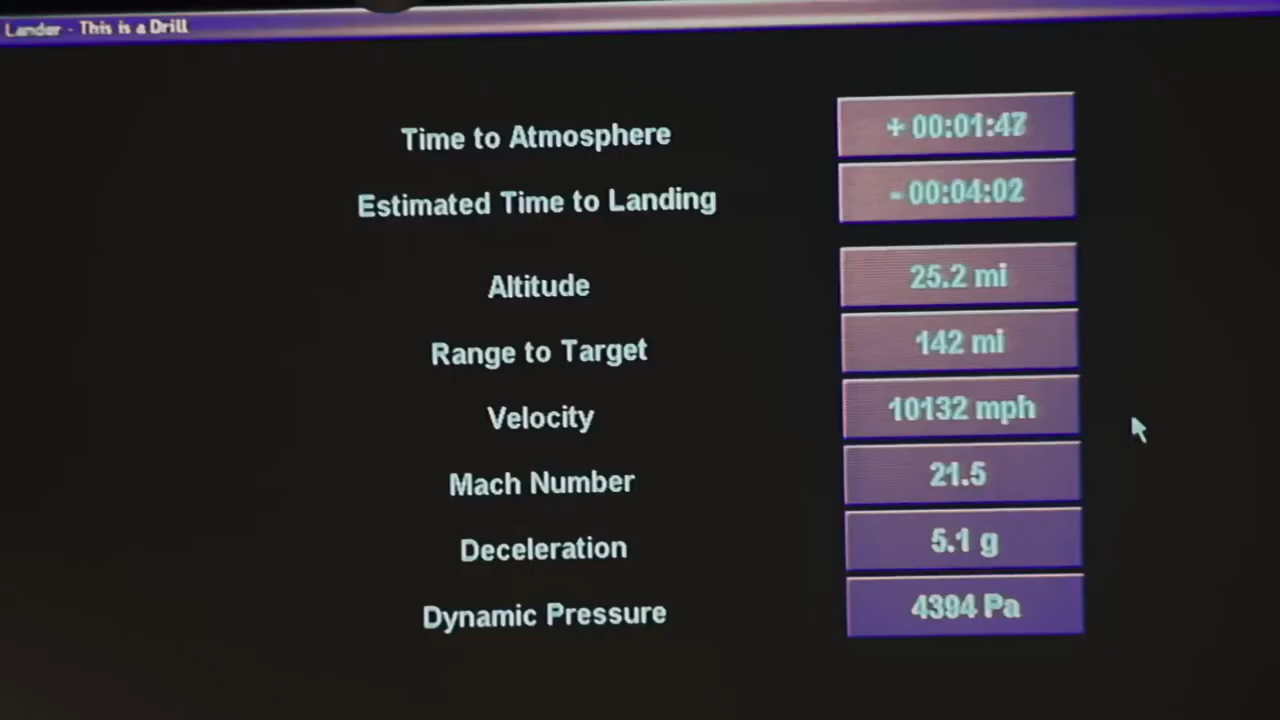 Lander - This is a Drill
Time to Atmosphere + 00:01:47
Estimated Time to Landing - 00:04:02
Altitude 25.2 mi
Range to Target 142 mi
Velocity 10132 mph
Mach Number 21.5
Deceleration 5.1 g
Dynamic Pressure 4394 Pa